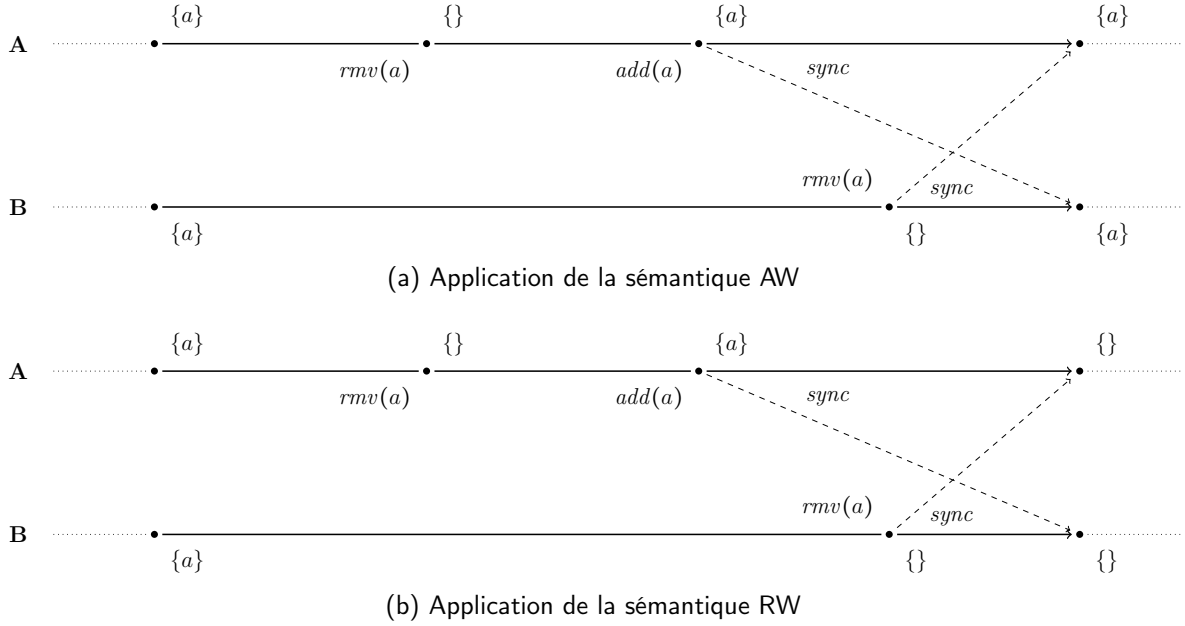 {a} {} {a} {a}
A
rmv(a) add(a) sync
rmv(a) sync
B
{a} {} {a}
(a) Application de la sémantique AW
{a} {} {a} {}
A
rmv(a) add(a) sync
rmv(a) sync
B
{a} {} {}
(b) Application de la sémantique RW